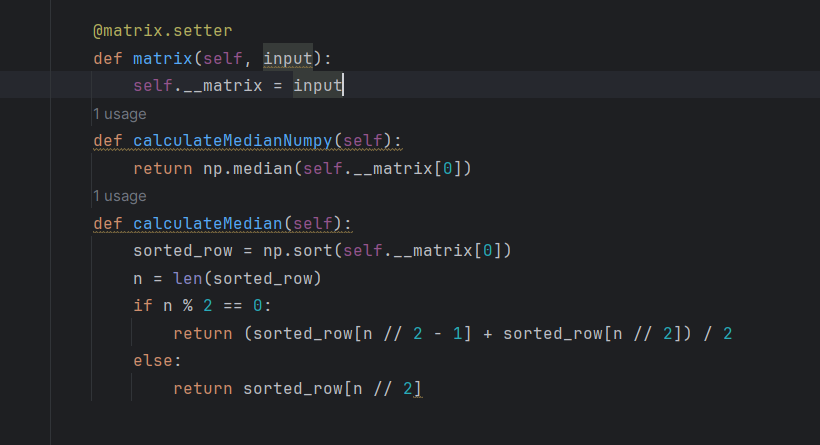 @matrix.setter
def matrix(self, input):
self.__matrix = input
1 usage
def calculateMedianNumpy(self):
return np.median(self.__matrix[0])
1 usage
def calculateMedian(self):
sorted_row = np.sort(self.__matrix[0])
n = len(sorted_row)
if n % 2 == 0:
return (sorted_row[n // 2 - 1] + sorted_row[n // 2]) / 2
else:
return sorted_row[n // 2]